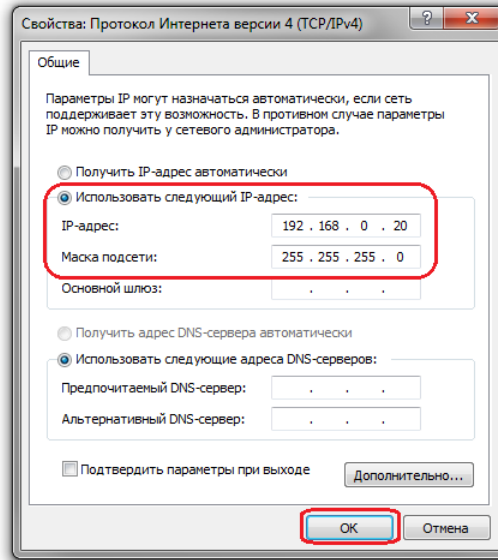 Свойства: Протокол Интернета версии 4 (TCP/IPv4)
Общие
Параметры IP могут назначаться автоматически, если сеть
поддерживает эту возможность. В противном случае параметры
IP можно получить у сетевого администратора.
Получить IP-адрес автоматически
Использовать следующий IP-адрес:
IP-адрес: 192 . 168 . 0 . 20
Маска подсети: 255 . 255 . 255 . 0
Основной шлюз: . . .
Получить адрес DNS-сервера автоматически
Использовать следующие адреса DNS-серверов:
Предпочитаемый DNS-сервер: . . .
Альтернативный DNS-сервер: . . .
Подтвердить параметры при выходе
Дополнительно...
ОК Отмена